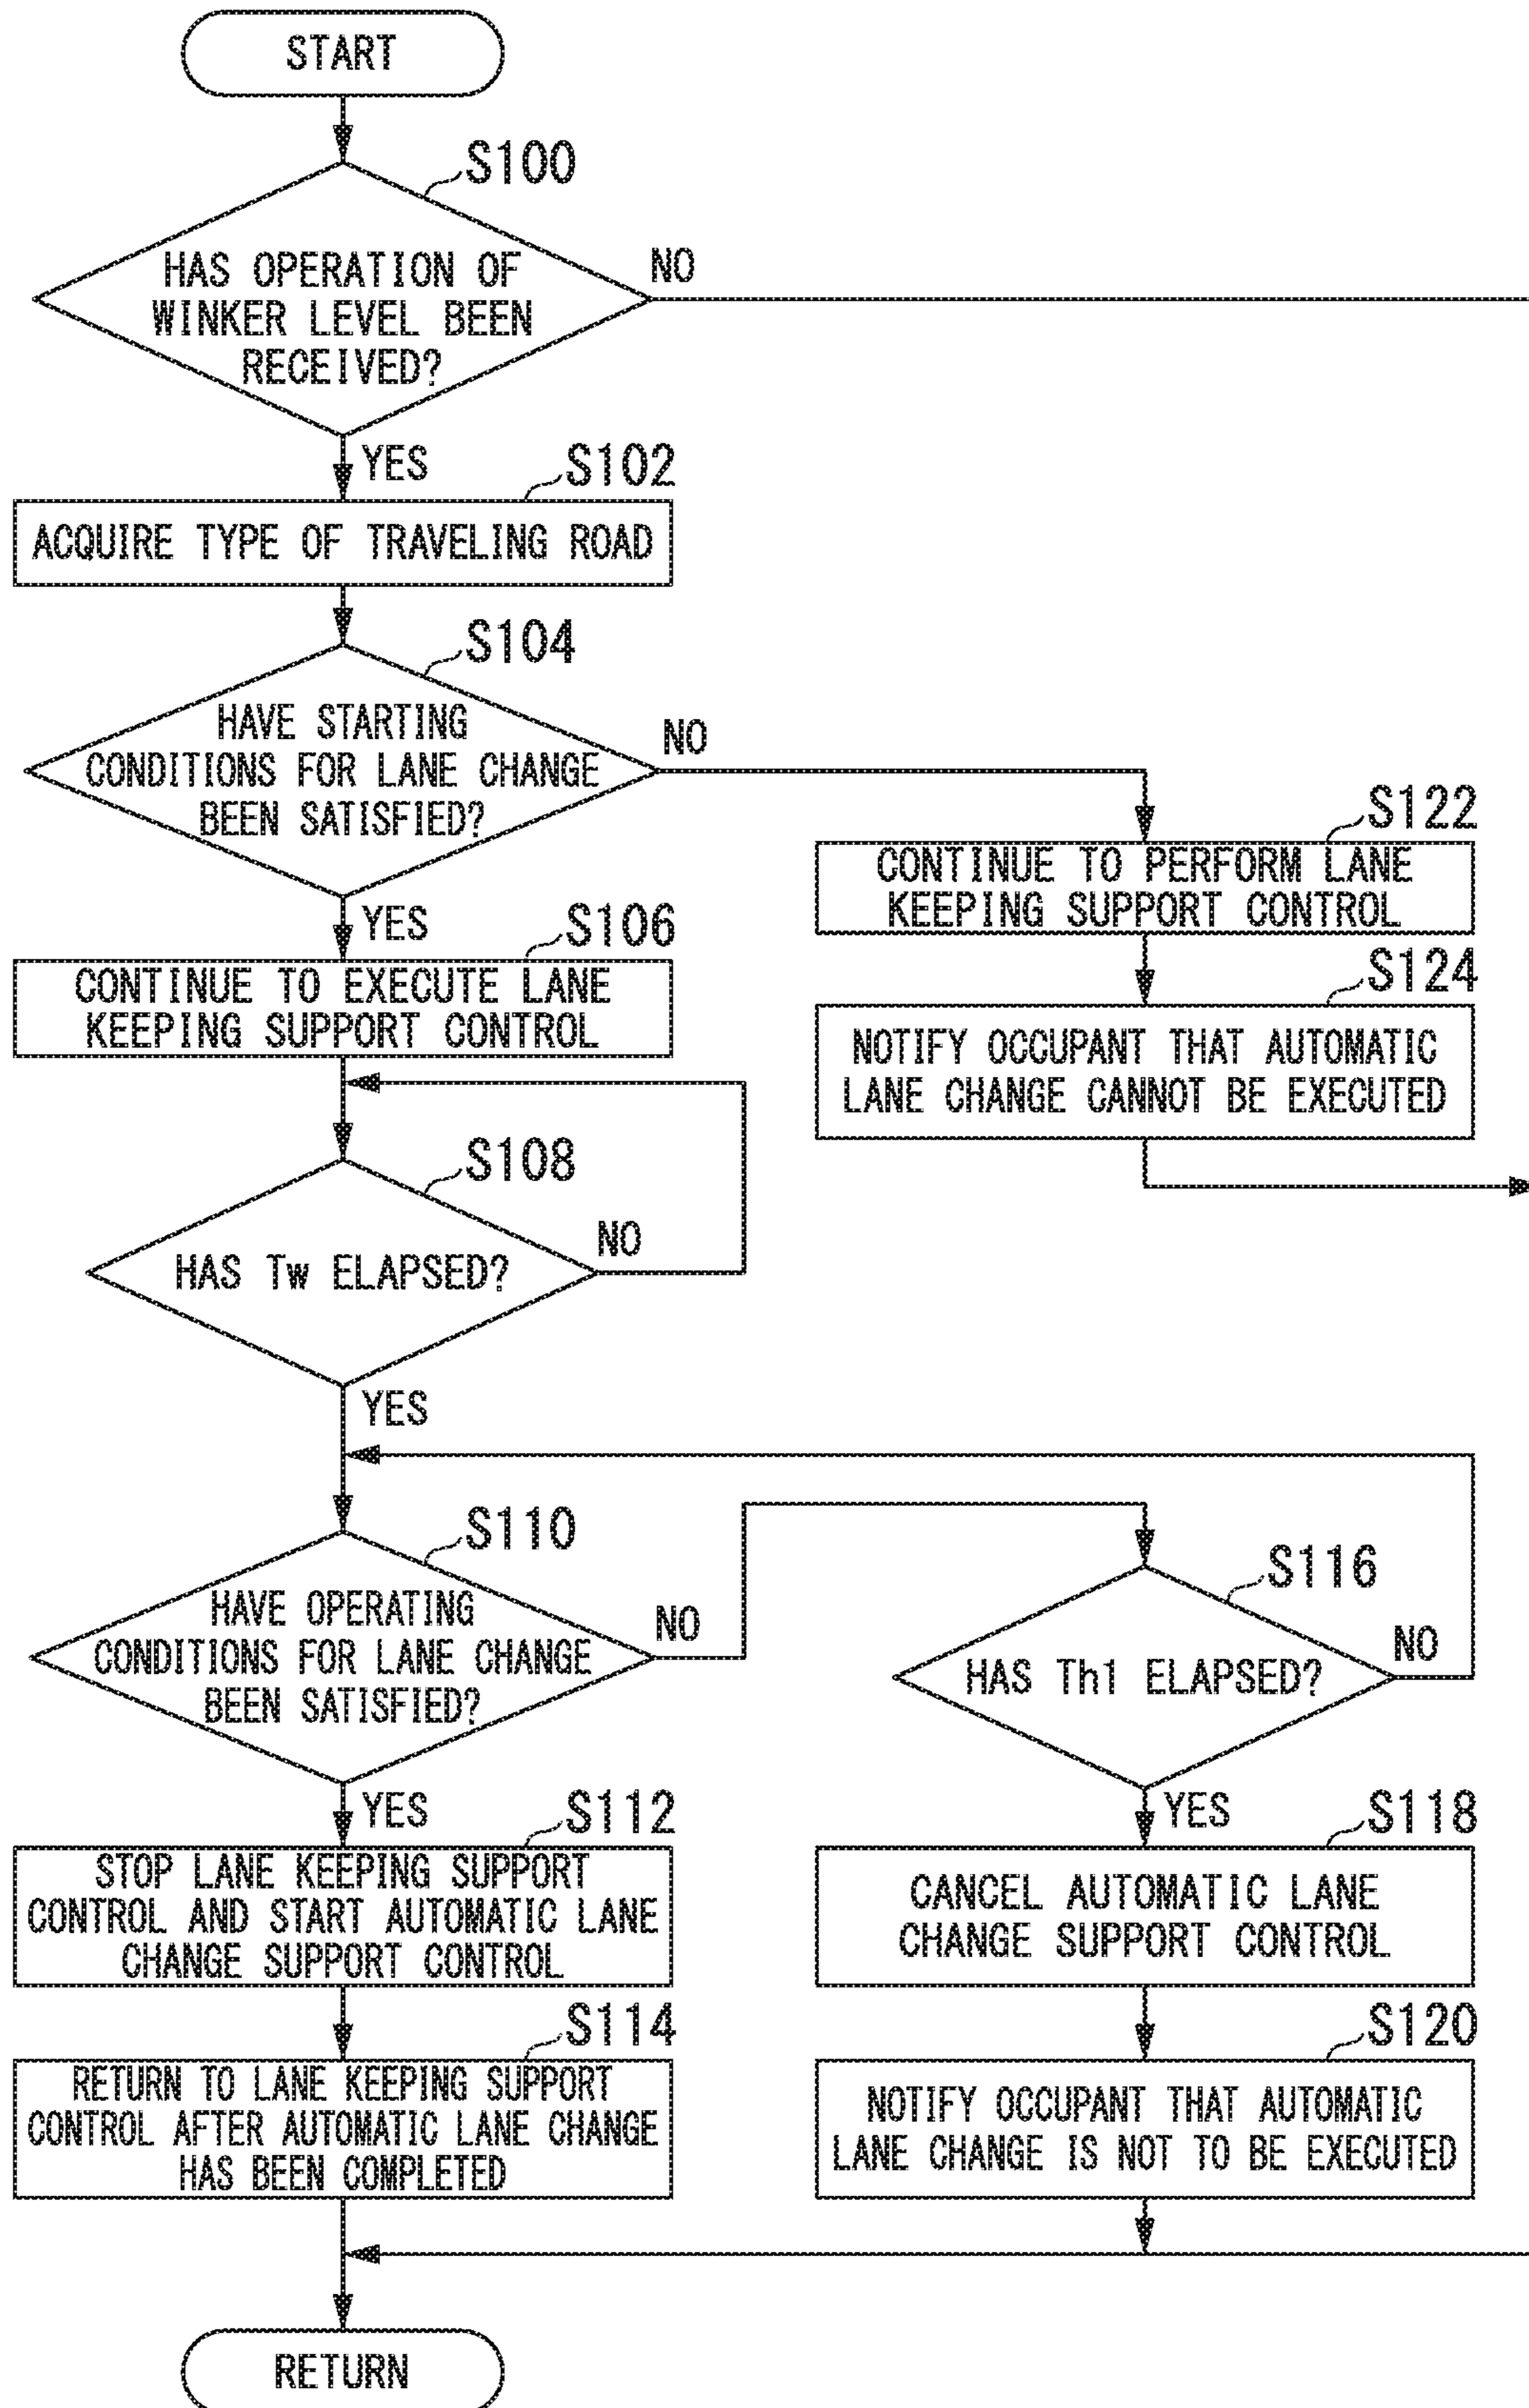 START
S100
HAS OPERATION OF
WINKER LEVEL BEEN
RECEIVED?
NO
YES
S102
ACQUIRE TYPE OF TRAVELING ROAD
S104
HAVE STARTING
CONDITIONS FOR LANE CHANGE
BEEN SATISFIED?
NO
YES
S106
CONTINUE TO EXECUTE LANE
KEEPING SUPPORT CONTROL
S122
CONTINUE TO PERFORM LANE
KEEPING SUPPORT CONTROL
S124
NOTIFY OCCUPANT THAT AUTOMATIC
LANE CHANGE CANNOT BE EXECUTED
S108
HAS Tw ELAPSED?
NO
YES
S110
HAVE OPERATING
CONDITIONS FOR LANE CHANGE
BEEN SATISFIED?
NO
YES
S116
HAS Th1 ELAPSED?
NO
YES
S112
STOP LANE KEEPING SUPPORT
CONTROL AND START AUTOMATIC LANE
CHANGE SUPPORT CONTROL
S114
RETURN TO LANE KEEPING SUPPORT
CONTROL AFTER AUTOMATIC LANE CHANGE
HAS BEEN COMPLETED
S118
CANCEL AUTOMATIC LANE
CHANGE SUPPORT CONTROL
S120
NOTIFY OCCUPANT THAT AUTOMATIC
LANE CHANGE IS NOT TO BE EXECUTED
RETURN